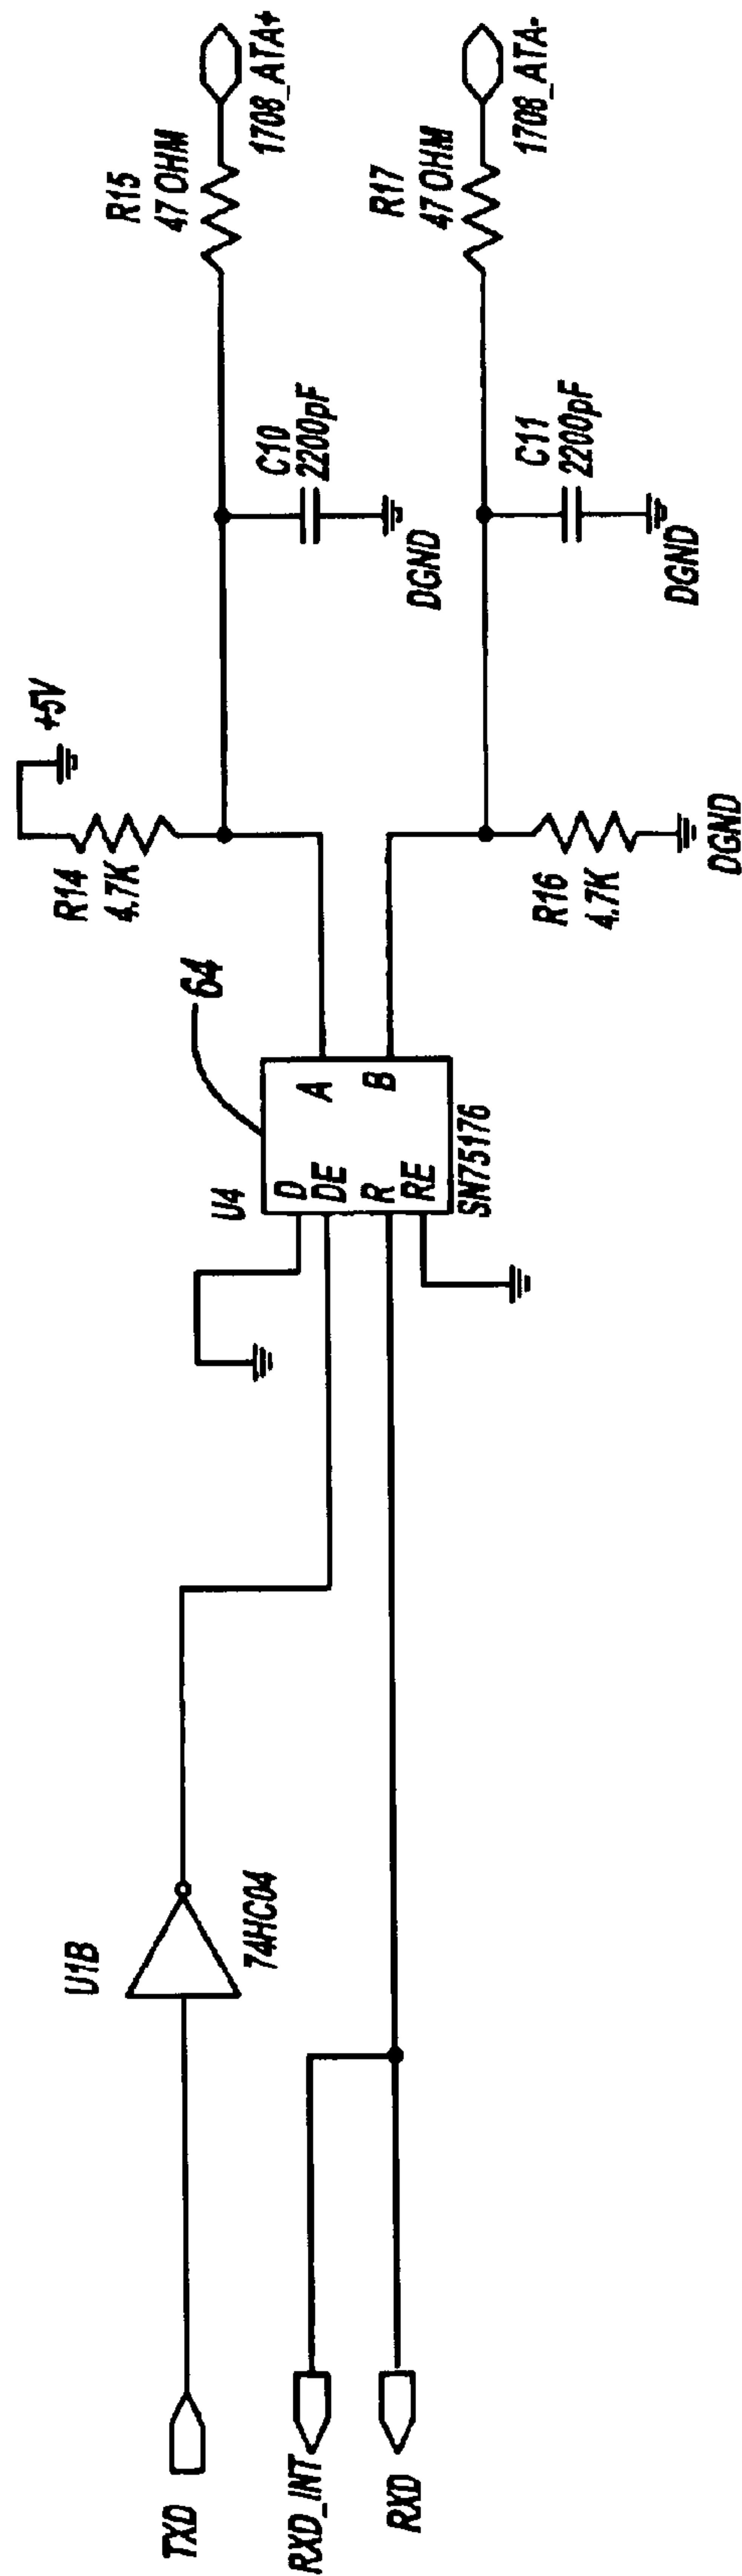 TXD
RXD_INT
RXD
U1B
74HC04
U4
D
DE
R
RE
A
B
SN75176
64
R14
4.7K
+5V
R16
4.7K
DGND
C10
2200pF
DGND
C11
2200pF
DGND
R15
47 OHM
1708_ATA+
R17
47 OHM
1708_ATA-